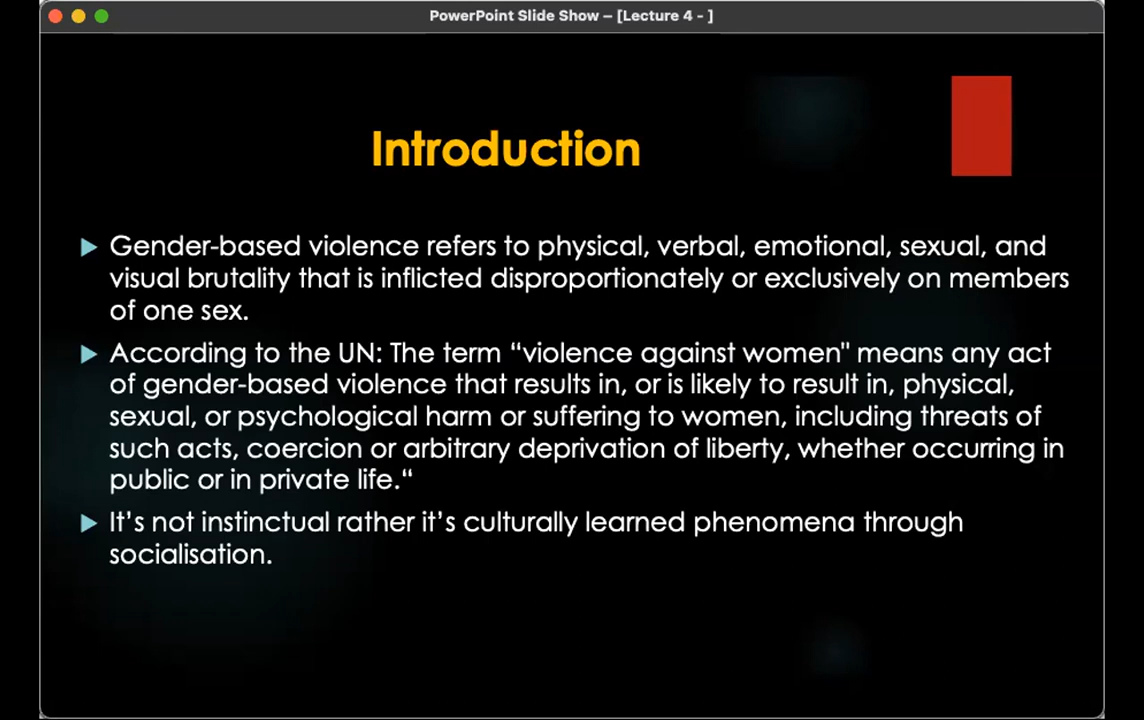 PowerPoint Slide Show – [Lecture 4 - ]
Introduction
Gender-based violence refers to physical, verbal, emotional, sexual, and
visual brutality that is inflicted disproportionately or exclusively on members
of one sex.
According to the UN: The term “violence against women" means any act
of gender-based violence that results in, or is likely to result in, physical,
sexual, or psychological harm or suffering to women, including threats of
such acts, coercion or arbitrary deprivation of liberty, whether occurring in
public or in private life.“
It’s not instinctual rather it’s culturally learned phenomena through
socialisation.